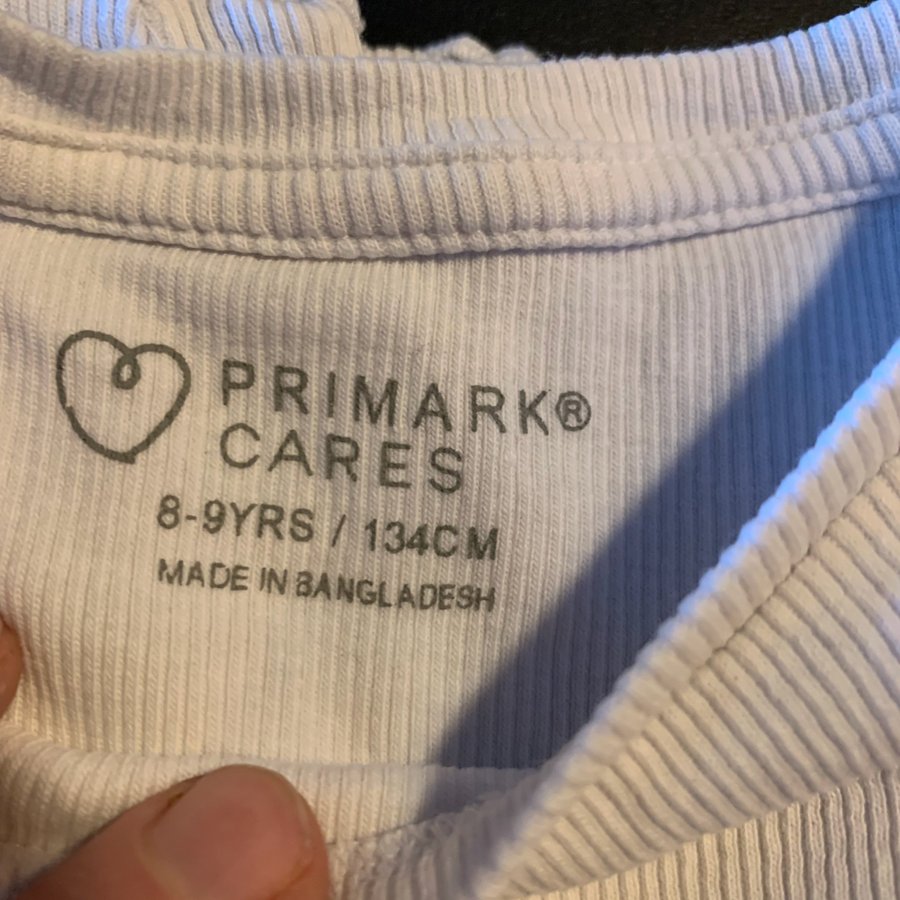 PRIMARK®
CARES
8-9YRS / 134CM
MADE IN BANGLADESH